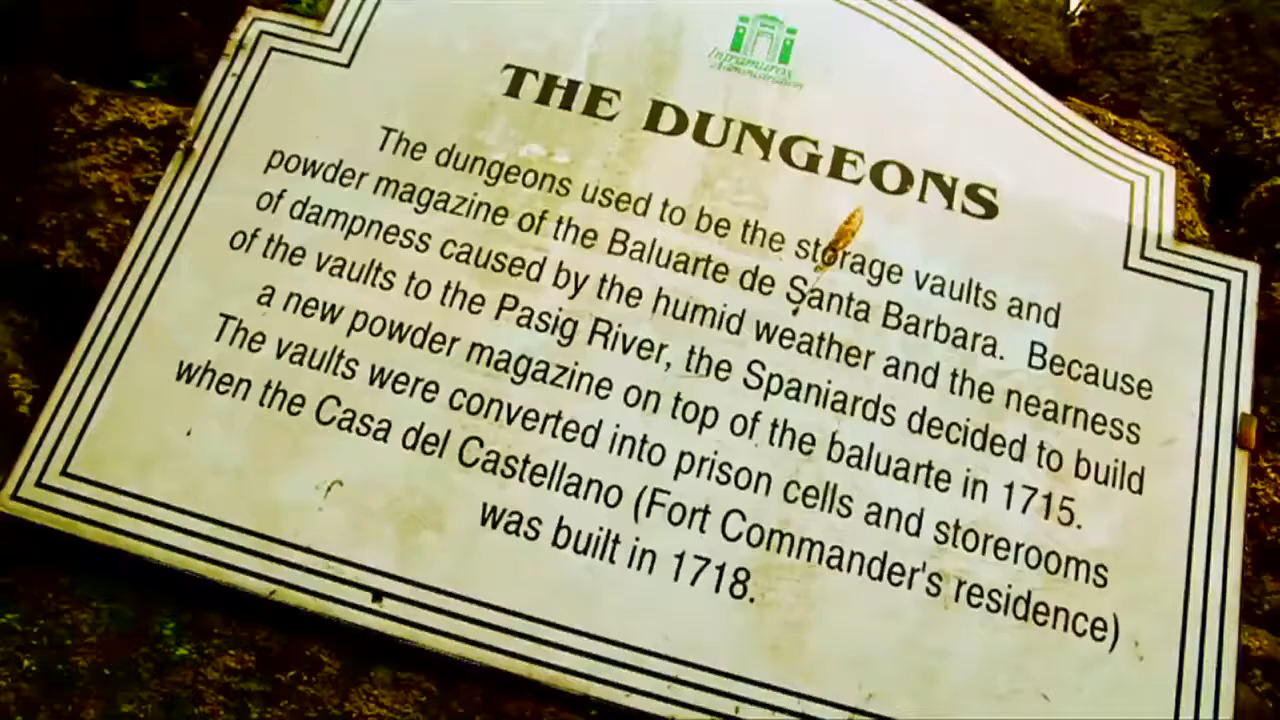 Intramuros
Administration
THE DUNGEONS
The dungeons used to be the storage vaults and
powder magazine of the Baluarte de Santa Barbara. Because
of dampness caused by the humid weather and the nearness
of the vaults to the Pasig River, the Spaniards decided to build
a new powder magazine on top of the baluarte in 1715.
The vaults were converted into prison cells and storerooms
when the Casa del Castellano (Fort Commander's residence)
was built in 1718.